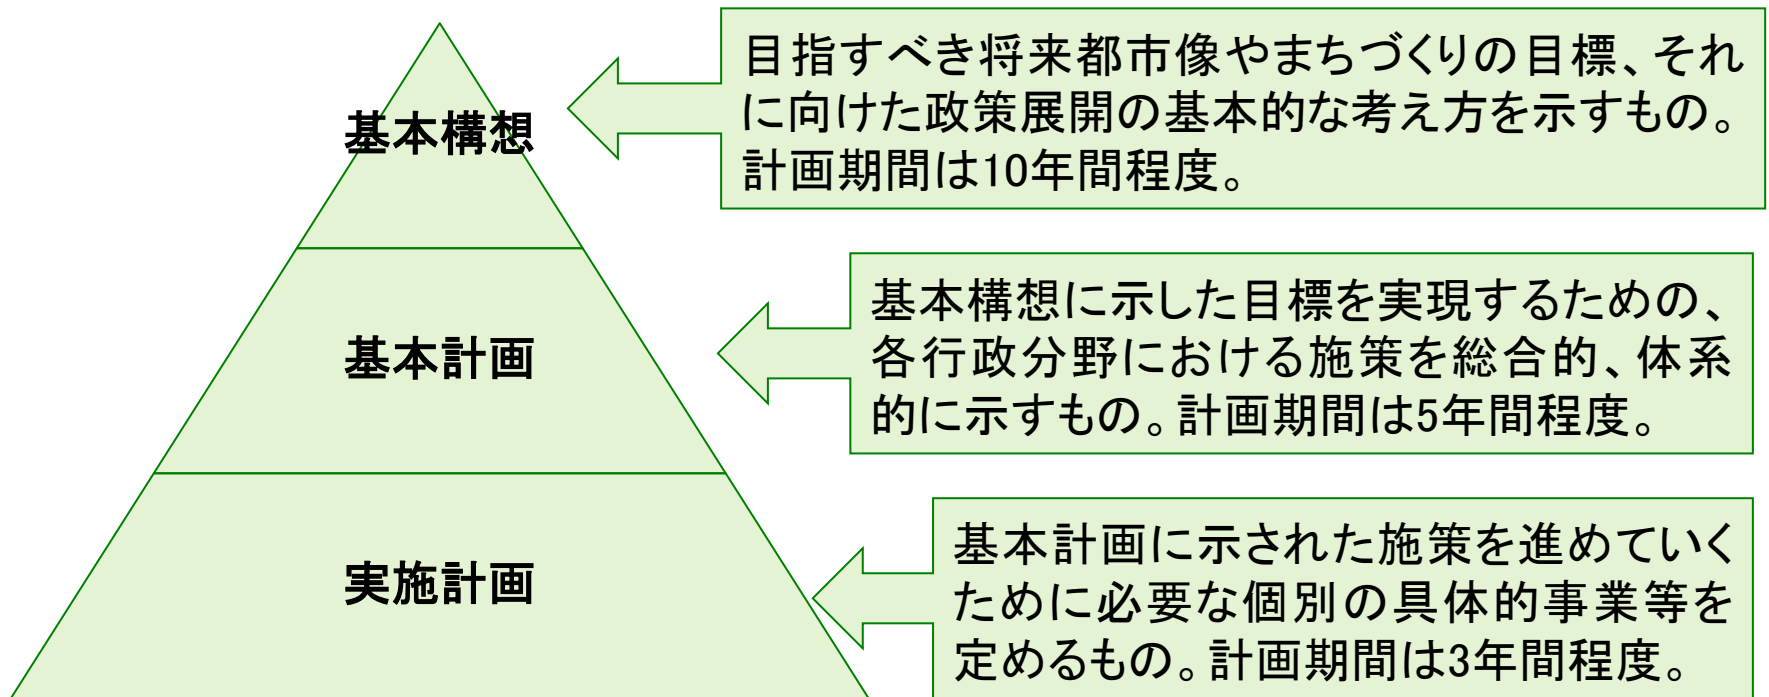 基本構想
目指すべき将来都市像やまちづくりの目標、それ
に向けた政策展開の基本的な考え方を示すもの。
計画期間は10年間程度。
基本計画
基本構想に示した目標を実現するための、
各行政分野における施策を総合的、体系
的に示すもの。計画期間は5年間程度。
実施計画
基本計画に示された施策を進めていく
ために必要な個別の具体的事業等を
定めるもの。計画期間は3年間程度。